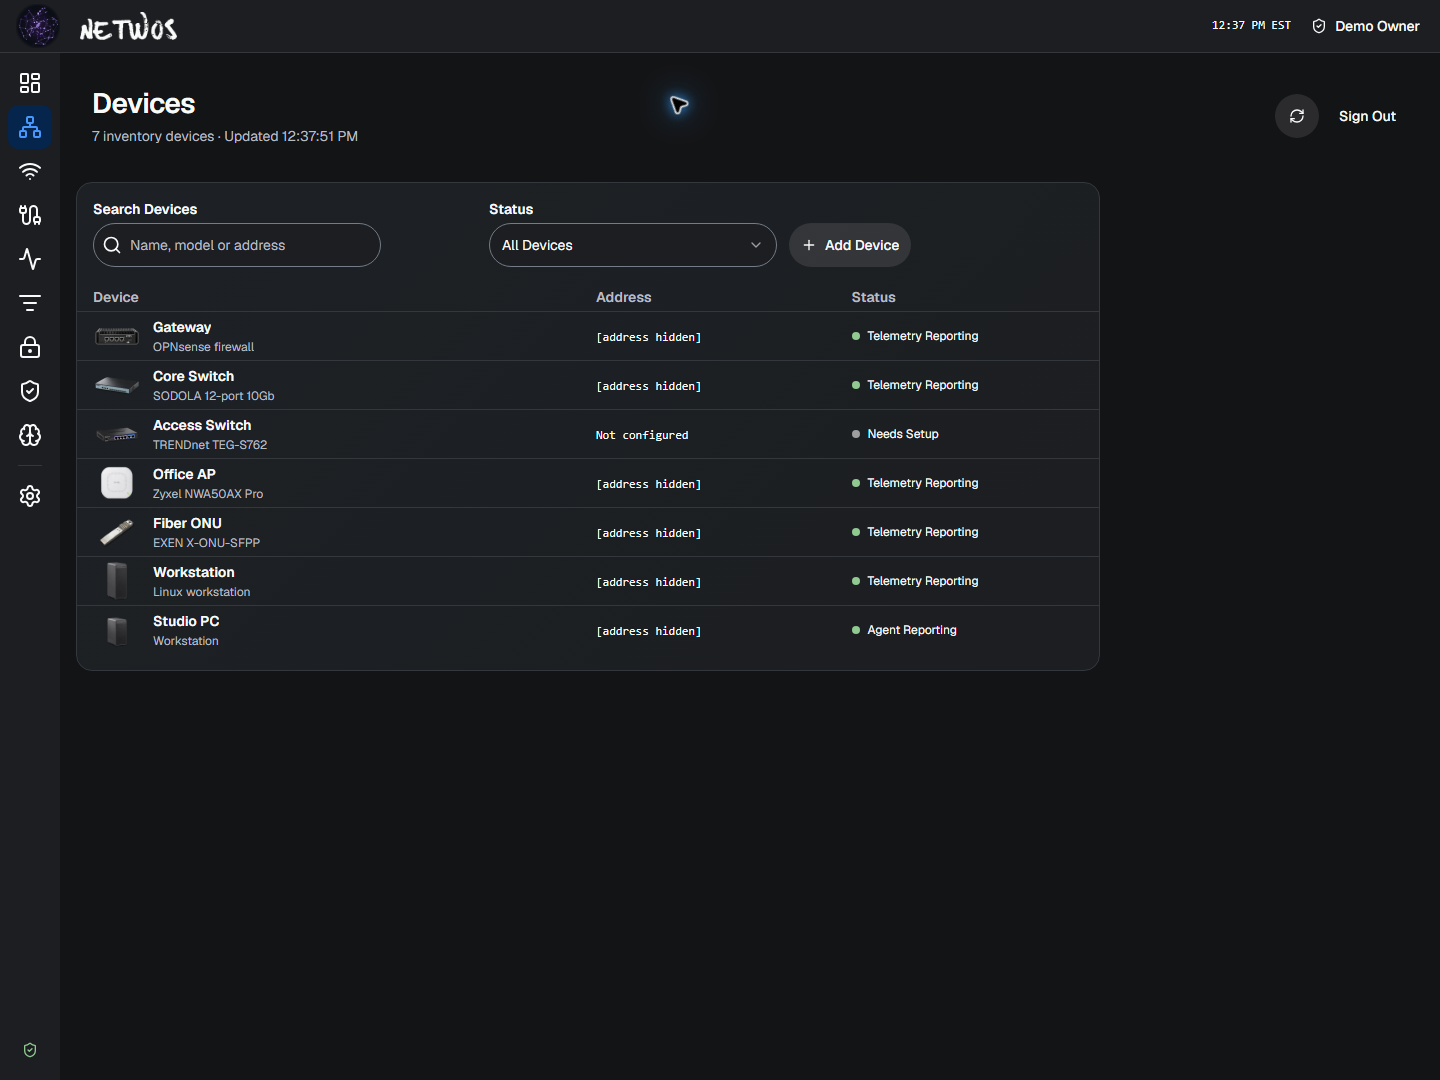 NETWOS
12:37 PM EST
Demo Owner
Devices
7 inventory devices · Updated 12:37:51 PM
Sign Out
Search Devices
Status
Name, model or address
All Devices
Add Device
Device
Address
Status
Gateway
OPNsense firewall
[address hidden]
Telemetry Reporting
Core Switch
SODOLA 12-port 10Gb
[address hidden]
Telemetry Reporting
Access Switch
TRENDnet TEG-S762
Not configured
Needs Setup
Office AP
Zyxel NWA50AX Pro
[address hidden]
Telemetry Reporting
Fiber ONU
EXEN X-ONU-SFPP
[address hidden]
Telemetry Reporting
Workstation
Linux workstation
[address hidden]
Telemetry Reporting
Studio PC
Workstation
[address hidden]
Agent Reporting